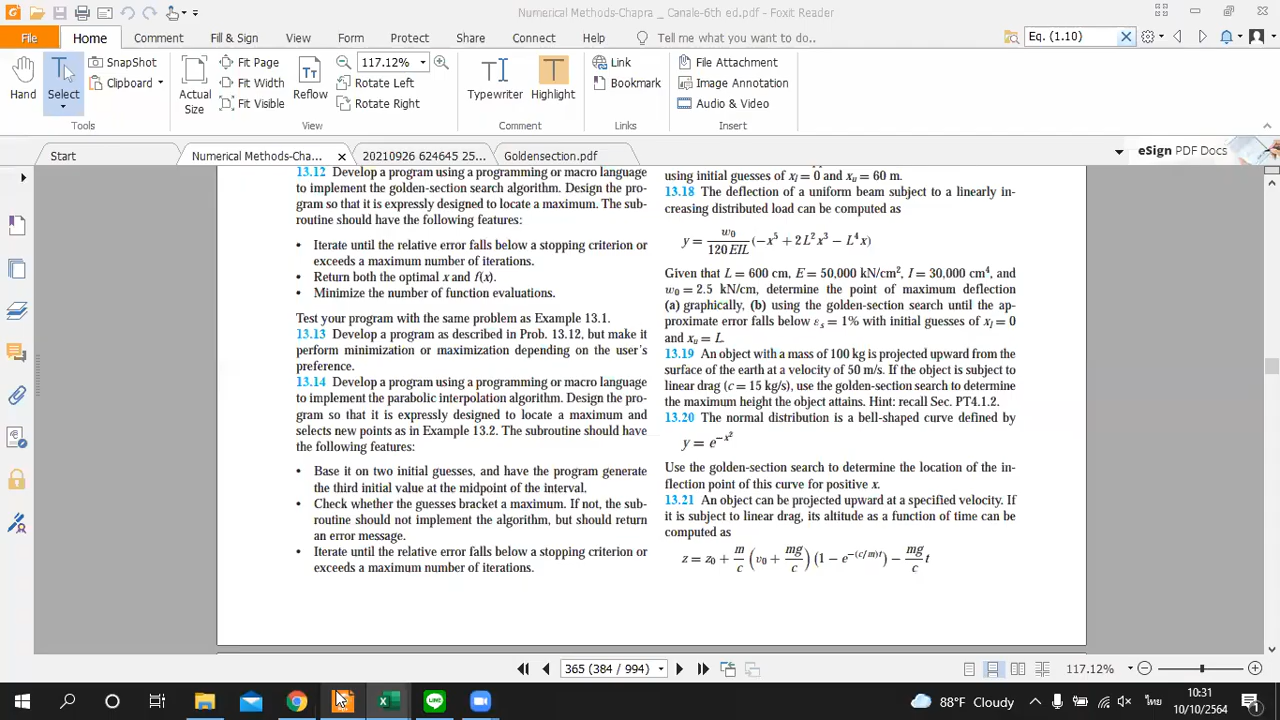 Numerical Methods-Chapra _ Canale-6th ed.pdf - Foxit Reader
File Home Comment Fill & Sign View Form Protect Share Connect Help Tell me what you want to do.. Eq. (1.10)
Hand
Select
SnapShot
Clipboard
Tools
Actual Size
Fit Page
Fit Width
Fit Visible
Reflow
117.12%
Rotate Left
Rotate Right
View
Typewriter
Highlight
Comment
Link
Bookmark
Links
File Attachment
Image Annotation
Audio & Video
Insert
Start Numerical Methods-Cha... 20210926 624645 25... Goldensection.pdf eSign PDF Docs
13.12 Develop a program using a programming or macro language
to implement the golden-section search algorithm. Design the pro-
gram so that it is expressly designed to locate a maximum. The sub-
routine should have the following features:
• Iterate until the relative error falls below a stopping criterion or
exceeds a maximum number of iterations.
• Return both the optimal x and f(x).
• Minimize the number of function evaluations.
Test your program with the same problem as Example 13.1.
13.13 Develop a program as described in Prob. 13.12, but make it
perform minimization or maximization depending on the user's
preference.
13.14 Develop a program using a programming or macro language
to implement the parabolic interpolation algorithm. Design the pro-
gram so that it is expressly designed to locate a maximum and
selects new points as in Example 13.2. The subroutine should have
the following features:
• Base it on two initial guesses, and have the program generate
the third initial value at the midpoint of the interval.
• Check whether the guesses bracket a maximum. If not, the sub-
routine should not implement the algorithm, but should return
an error message.
• Iterate until the relative error falls below a stopping criterion or
exceeds a maximum number of iterations.
using initial guesses of xl = 0 and xu = 60 m.
13.18 The deflection of a uniform beam subject to a linearly in-
creasing distributed load can be computed as
y = w0/120EIL (−x^5 + 2L^2x^3 − L^4x)
Given that L = 600 cm, E = 50,000 kN/cm², I = 30,000 cm⁴, and
w0 = 2.5 kN/cm, determine the point of maximum deflection
(a) graphically, (b) using the golden-section search until the ap-
proximate error falls below εs = 1% with initial guesses of xl = 0
and xu = L.
13.19 An object with a mass of 100 kg is projected upward from the
surface of the earth at a velocity of 50 m/s. If the object is subject to
linear drag (c = 15 kg/s), use the golden-section search to determine
the maximum height the object attains. Hint: recall Sec. PT4.1.2.
13.20 The normal distribution is a bell-shaped curve defined by
y = e^−x²
Use the golden-section search to determine the location of the in-
flection point of this curve for positive x.
13.21 An object can be projected upward at a specified velocity. If
it is subject to linear drag, its altitude as a function of time can be
computed as
z = z0 + m/c (v0 + mg/c) (1 − e^−(c/m)t) − mg/c t
365 (384 / 994) 117.12%
88°F Cloudy ไทย 10:31
10/10/2564 1